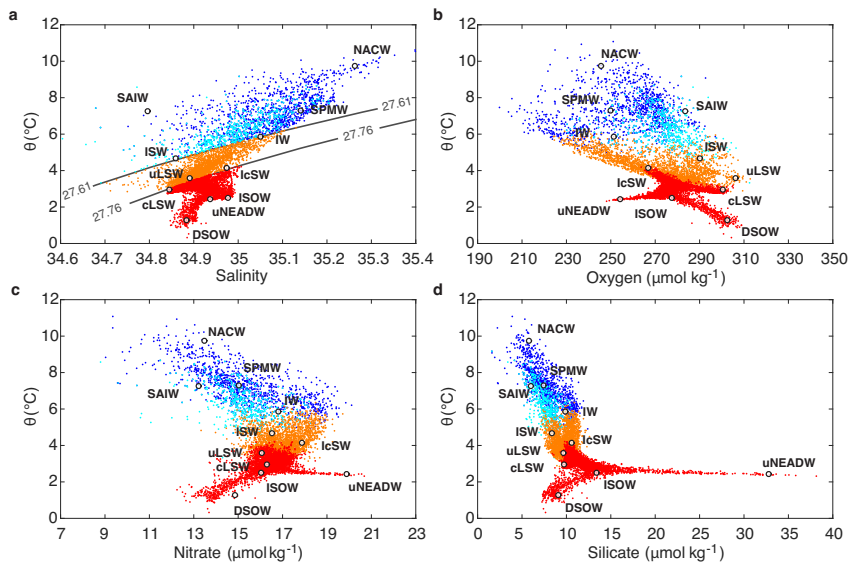 a
12
10
8
6
4
2
0
θ (°C)
34.6
34.7
34.8
34.9
35
35.1
35.2
35.3
35.4
Salinity
NACW
SAIW
SPMW
27.61
27.76
ISW
IW
uLSW
IcSW
27.61
27.76
cLSW
ISOW
uNEADW
DSOW
b
12
10
8
6
4
2
0
θ (°C)
190
210
230
250
270
290
310
330
350
Oxygen (μmol kg-1)
NACW
SPMW
SAIW
IW
ISW
uLSW
IcSW
cLSW
uNEADW
ISOW
DSOW
c
12
10
8
6
4
2
0
θ (°C)
7
9
11
13
15
17
19
21
23
Nitrate (μmol kg-1)
NACW
SPMW
SAIW
IW
ISW
IcSW
uLSW
cLSW
ISOW
uNEADW
DSOW
d
12
10
8
6
4
2
0
θ (°C)
0
5
10
15
20
25
30
35
40
Silicate (μmol kg-1)
NACW
SPMW
SAIW
IW
ISW
IcSW
uLSW
cLSW
uNEADW
ISOW
DSOW